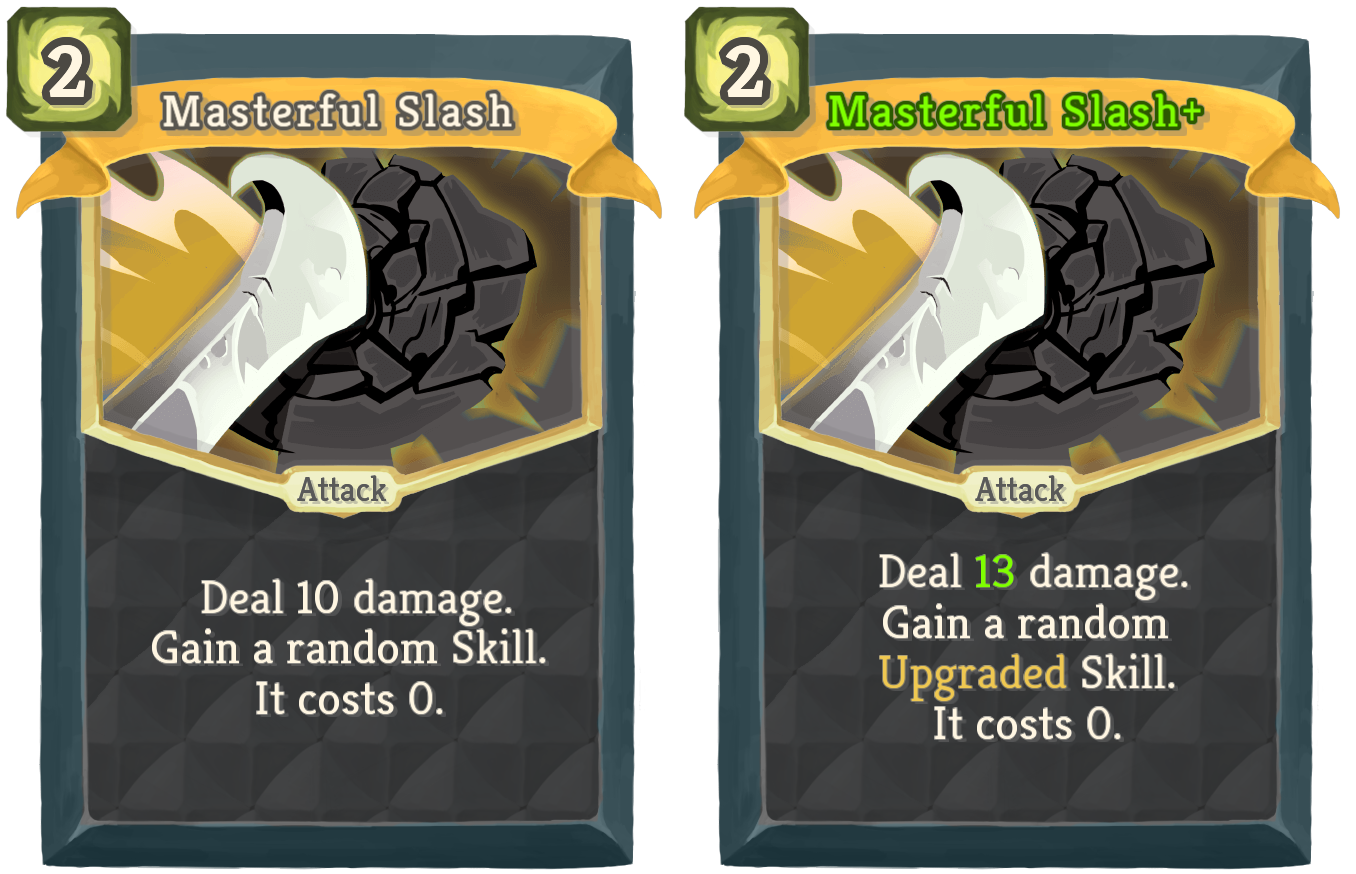 2
Masterful Slash
Attack
Deal 10 damage.
Gain a random Skill.
It costs 0.
2
Masterful Slash+
Attack
Deal 13 damage.
Gain a random
Upgraded Skill.
It costs 0.